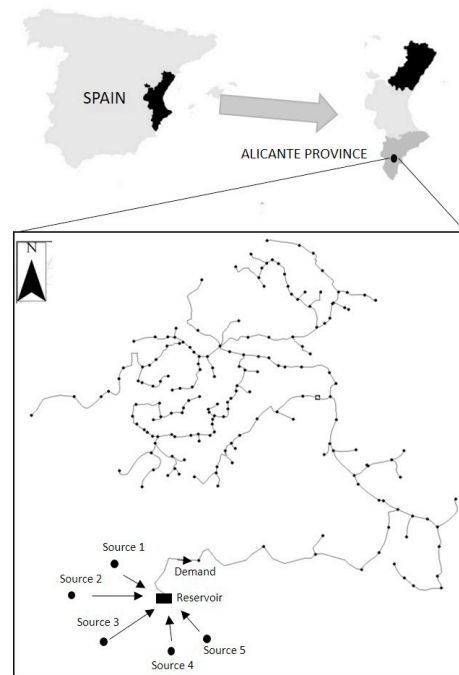 SPAIN
ALICANTE PROVINCE
N
Source 1
Demand
Source 2
Reservoir
Source 3
Source 5
Source 4